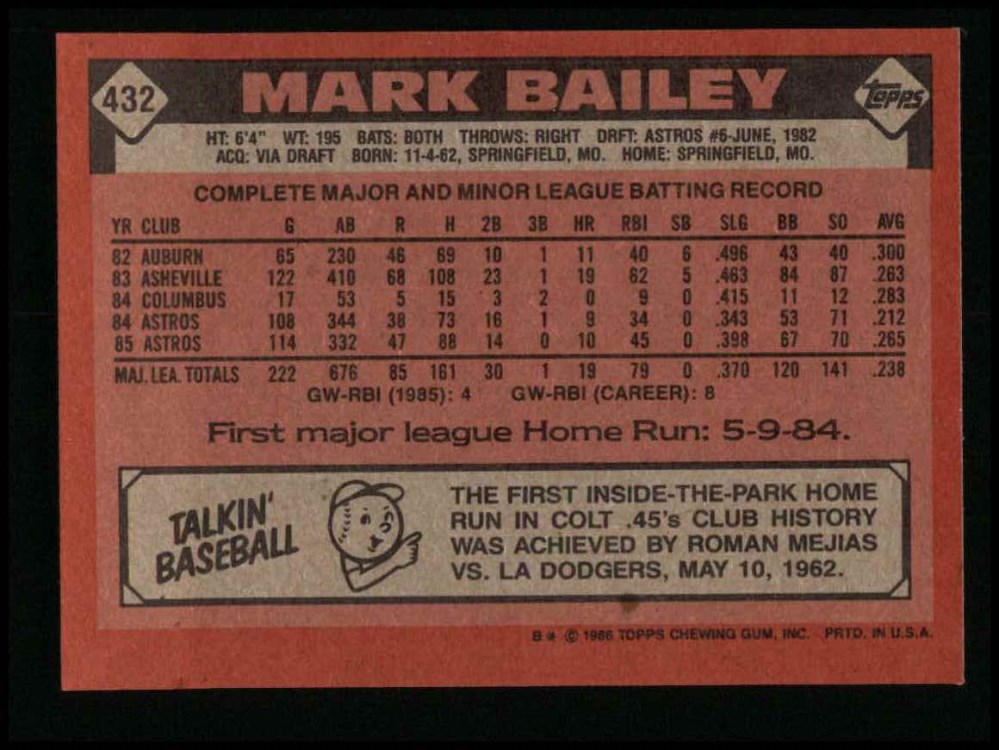 432 MARK BAILEY Topps
HT: 6'4" WT: 195 BATS: BOTH THROWS: RIGHT DRFT: ASTROS #6-JUNE, 1982
ACQ: VIA DRAFT BORN: 11-4-62, SPRINGFIELD, MO. HOME: SPRINGFIELD, MO.
COMPLETE MAJOR AND MINOR LEAGUE BATTING RECORD
YR CLUB G AB R H 2B 3B HR RBI SB SLG BB SO AVG
82 AUBURN 65 230 46 69 10 1 11 40 6 .496 43 40 .300
83 ASHEVILLE 122 410 68 108 23 1 19 62 5 .463 84 87 .263
84 COLUMBUS 17 53 5 15 3 2 0 9 0 .415 11 12 .283
84 ASTROS 108 344 38 73 16 1 9 34 0 .343 53 71 .212
85 ASTROS 114 332 47 88 14 0 10 45 0 .398 67 70 .265
MAJ. LEA. TOTALS 222 676 85 161 30 1 19 79 0 .370 120 141 .238
GW-RBI (1985): 4 GW-RBI (CAREER): 8
First major league Home Run: 5-9-84.
TALKIN'
BASEBALL
THE FIRST INSIDE-THE-PARK HOME
RUN IN COLT .45's CLUB HISTORY
WAS ACHIEVED BY ROMAN MEJIAS
VS. LA DODGERS, MAY 10, 1962.
B* © 1986 TOPPS CHEWING GUM, INC. PRTD. IN U.S.A.